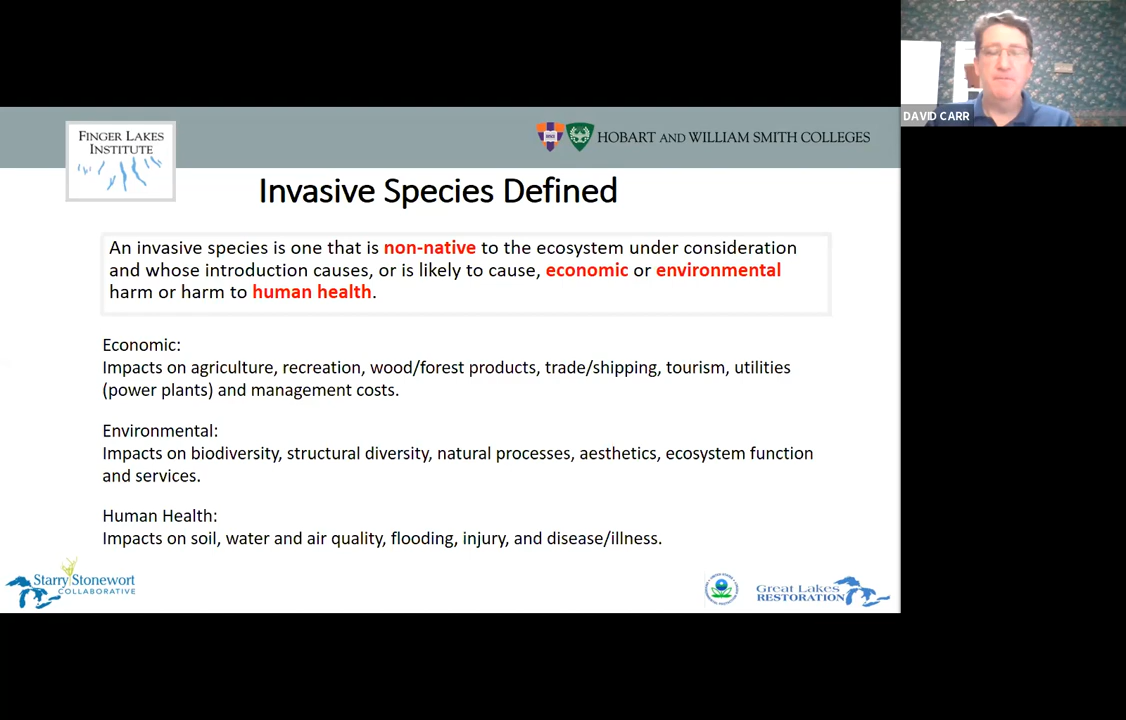 DAVID CARR
FINGER LAKES
INSTITUTE
HOBART AND WILLIAM SMITH COLLEGES
Invasive Species Defined
An invasive species is one that is non-native to the ecosystem under consideration
and whose introduction causes, or is likely to cause, economic or environmental
harm or harm to human health.
Economic:
Impacts on agriculture, recreation, wood/forest products, trade/shipping, tourism, utilities
(power plants) and management costs.
Environmental:
Impacts on biodiversity, structural diversity, natural processes, aesthetics, ecosystem function
and services.
Human Health:
Impacts on soil, water and air quality, flooding, injury, and disease/illness.
Starry Stonewort
COLLABORATIVE
Great Lakes
RESTORATION